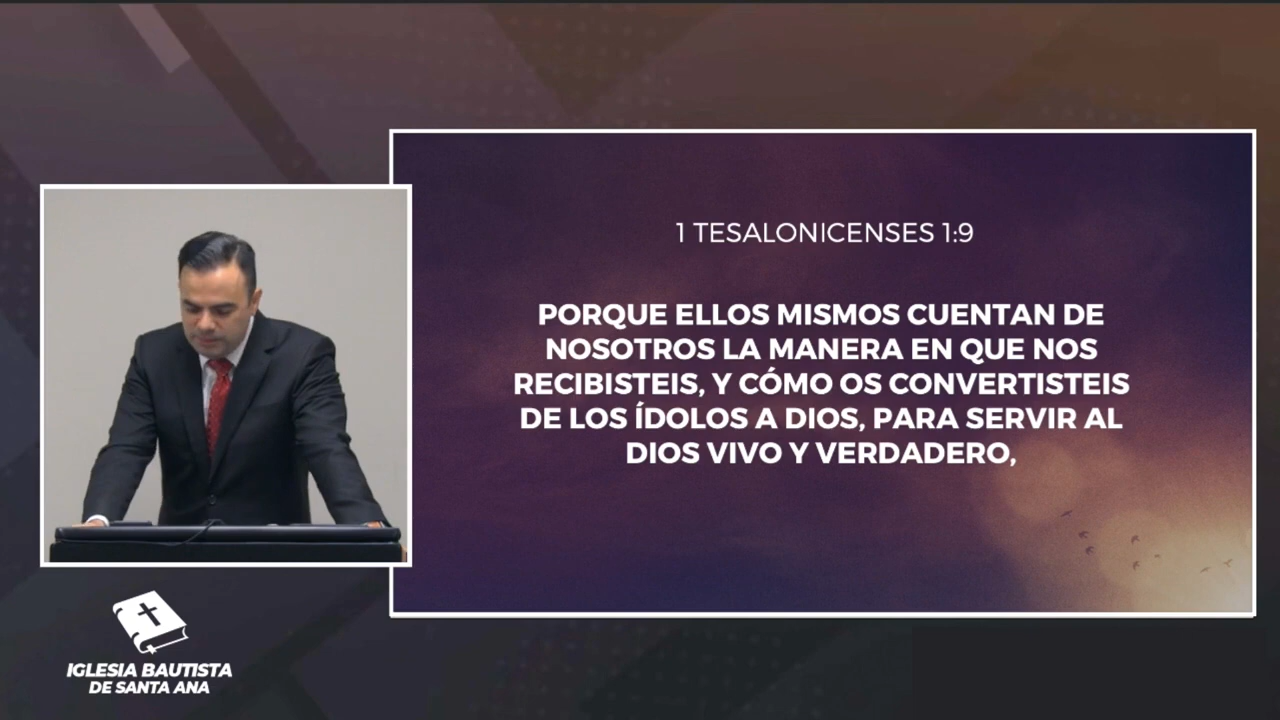 1 TESALONICENSES 1:9
PORQUE ELLOS MISMOS CUENTAN DE
NOSOTROS LA MANERA EN QUE NOS
RECIBISTEIS, Y CÓMO OS CONVERTISTEIS
DE LOS ÍDOLOS A DIOS, PARA SERVIR AL
DIOS VIVO Y VERDADERO,
IGLESIA BAUTISTA
DE SANTA ANA